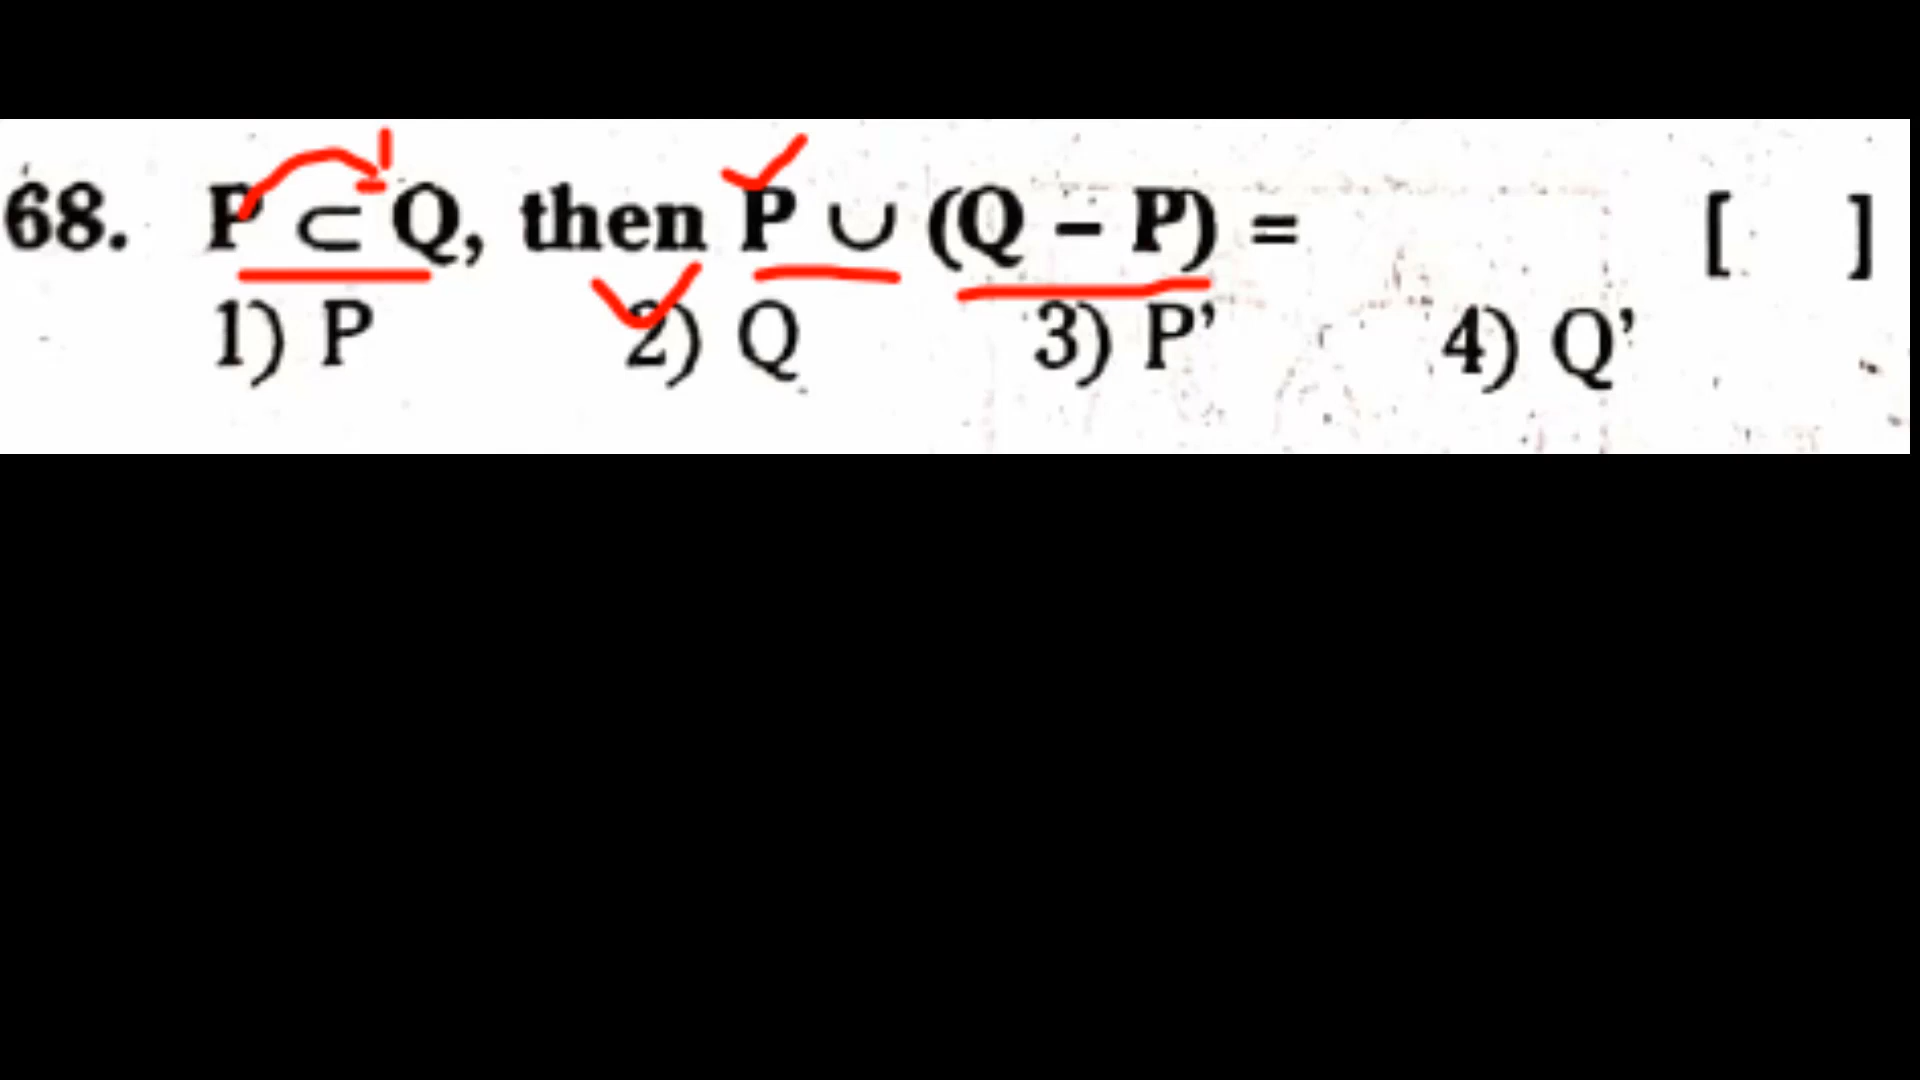 68. P ⊂ Q, then P ∪ (Q – P) = [ ]
1) P 2) Q 3) P’ 4) Q’